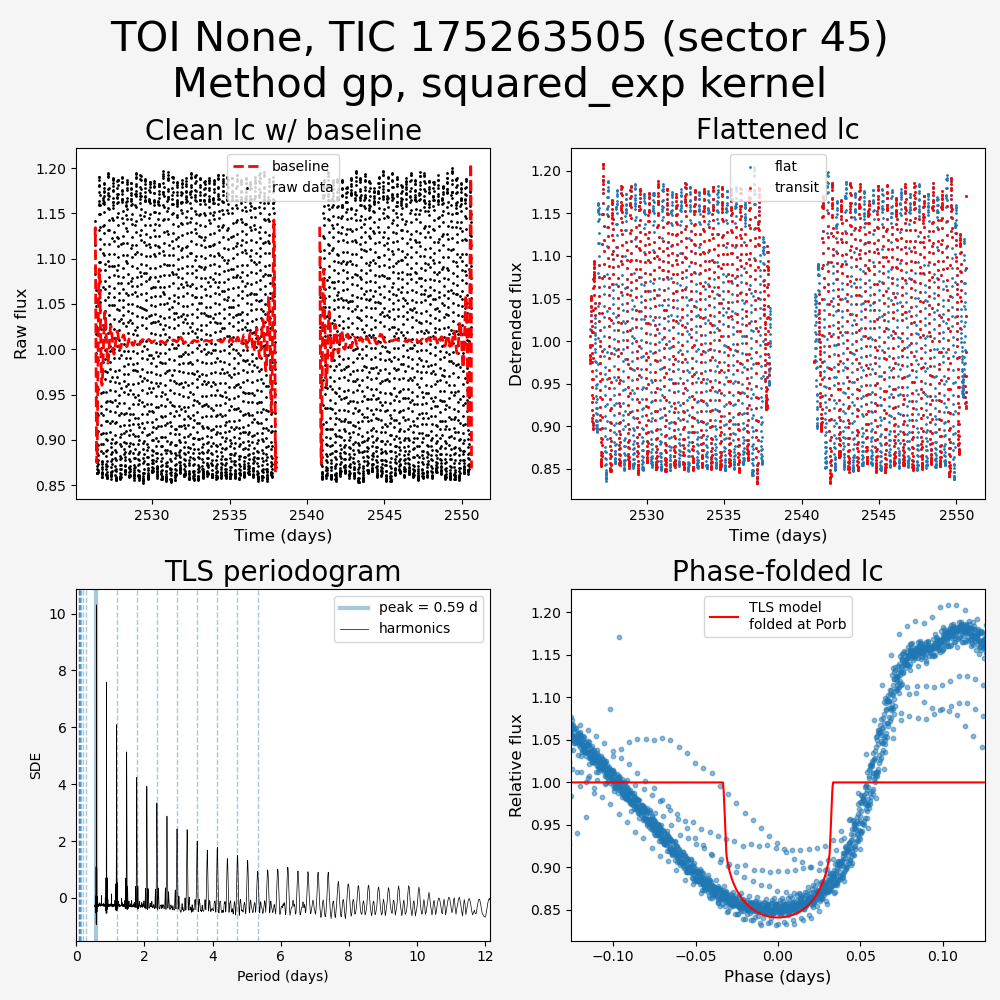 TOI None, TIC 175263505 (sector 45)
Method gp, squared_exp kernel
Clean lc w/ baseline
baseline
raw data
1.20
1.15
1.10
1.05
1.00
0.95
0.90
0.85
Raw flux
2530
2535
2540
2545
2550
Time (days)
Flattened lc
flat
transit
1.20
1.15
1.10
1.05
1.00
0.95
0.90
0.85
Detrended flux
2530
2535
2540
2545
2550
Time (days)
TLS periodogram
peak = 0.59 d
harmonics
10
8
6
4
2
0
SDE
0
2
4
6
8
10
12
Period (days)
Phase-folded lc
TLS model
folded at Porb
1.20
1.15
1.10
1.05
1.00
0.95
0.90
0.85
Relative flux
−0.10
−0.05
0.00
0.05
0.10
Phase (days)